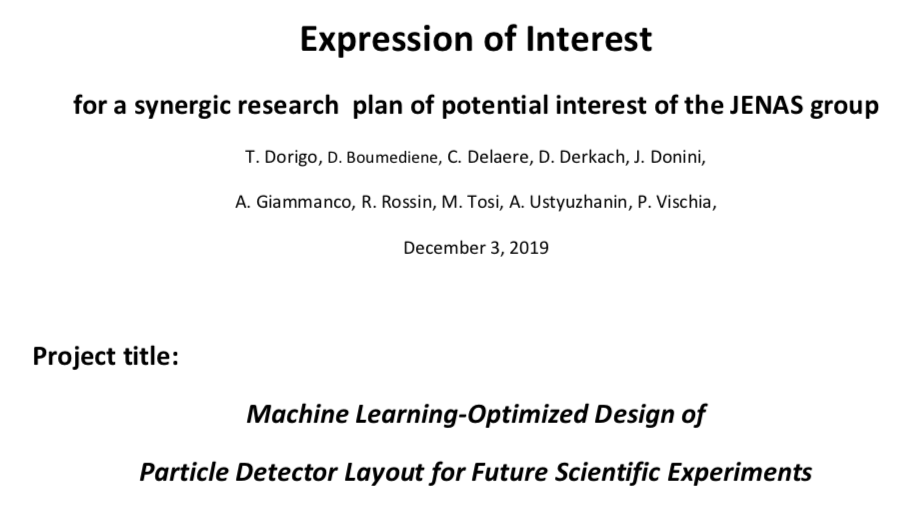 Expression of Interest
for a synergic research plan of potential interest of the JENAS group
T. Dorigo, D. Boumediene, C. Delaere, D. Derkach, J. Donini,
A. Giammanco, R. Rossin, M. Tosi, A. Ustyuzhanin, P. Vischia,
December 3, 2019
Project title:
Machine Learning-Optimized Design of
Particle Detector Layout for Future Scientific Experiments